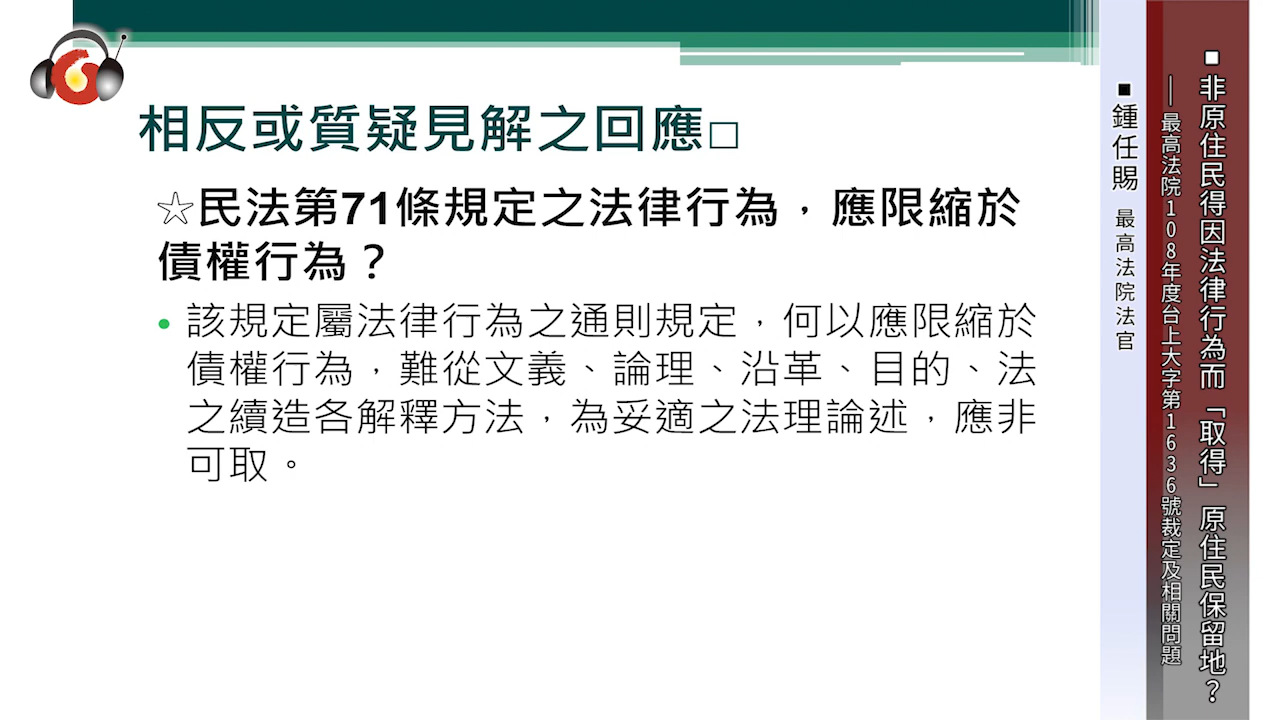 相反或質疑見解之回應□
☆民法第71條規定之法律行為，應限縮於
債權行為？
• 該規定屬法律行為之通則規定，何以應限縮於
債權行為，難從文義、論理、沿革、目的、法
之續造各解釋方法，為妥適之法理論述，應非
可取。
■非原住民得因法律行為而「取得」原住民保留地？
—最高法院108年度台上大字第1636號裁定及相關問題
■鍾任賜 最高法院法官